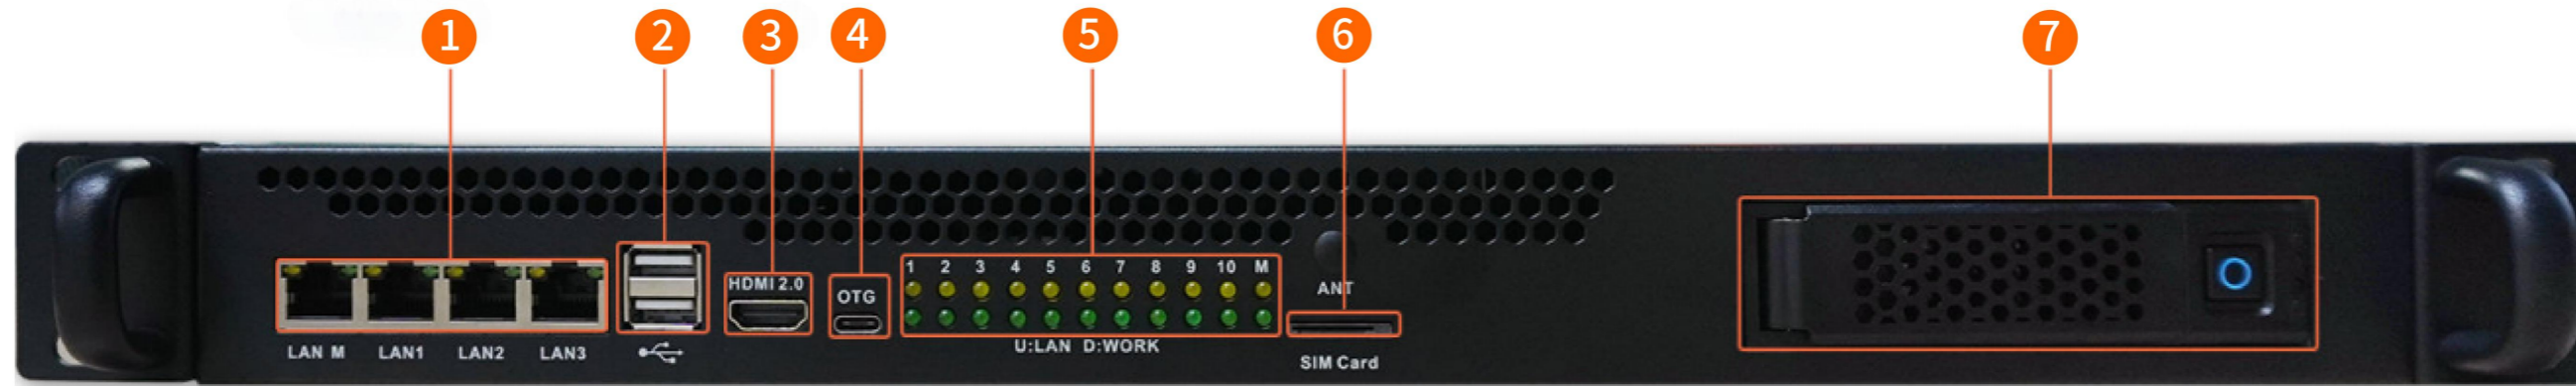 1 2 3 4 5 6 7
1 2 3 4 5 6 7 8 9 10 M
HDMI 2.0
OTG
ANT
LAN M LAN1 LAN2 LAN3
U:LAN D:WORK
SIM Card